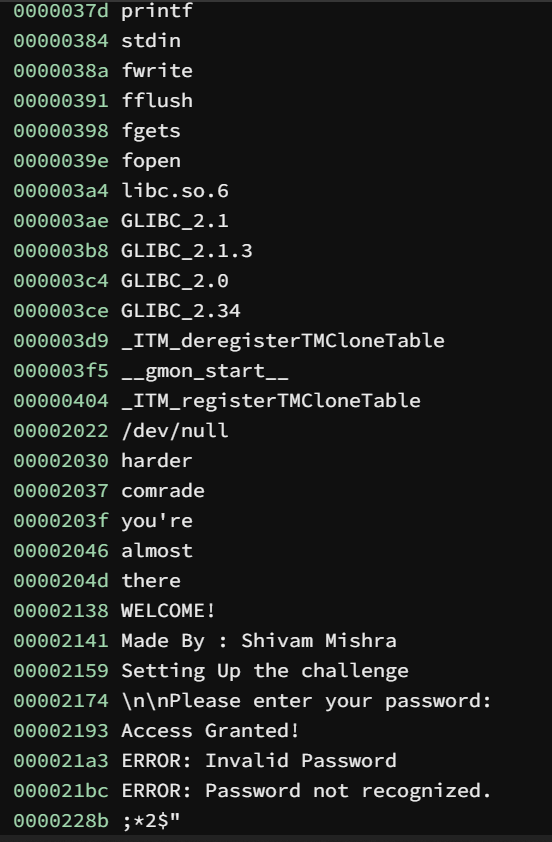 0000037d printf
00000384 stdin
0000038a fwrite
00000391 fflush
00000398 fgets
0000039e fopen
000003a4 libc.so.6
000003ae GLIBC_2.1
000003b8 GLIBC_2.1.3
000003c4 GLIBC_2.0
000003ce GLIBC_2.34
000003d9 _ITM_deregisterTMCloneTable
000003f5 __gmon_start__
00000404 _ITM_registerTMCloneTable
00002022 /dev/null
00002030 harder
00002037 comrade
0000203f you're
00002046 almost
0000204d there
00002138 WELCOME!
00002141 Made By : Shivam Mishra
00002159 Setting Up the challenge
00002174 \n\nPlease enter your password:
00002193 Access Granted!
000021a3 ERROR: Invalid Password
000021bc ERROR: Password not recognized.
0000228b ;*2$"